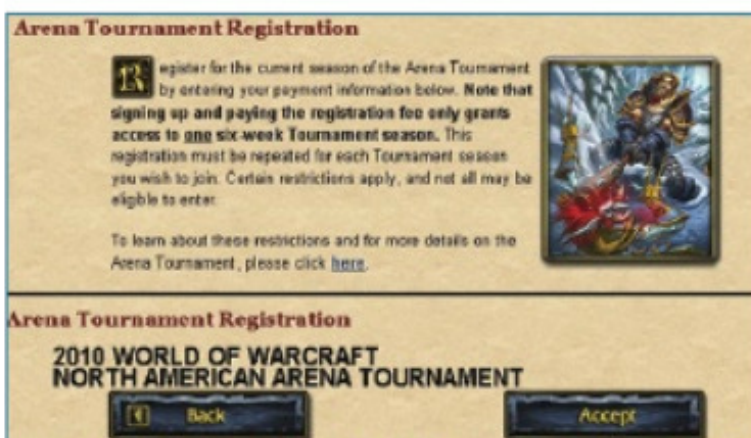 Arena Tournament Registration
Register for the current season of the Arena Tournament
by entering your payment information below. Note that
signing up and paying the registration fee only grants
access to one six-week Tournament season. This
registration must be repeated for each Tournament season
you wish to join. Certain restrictions apply, and not all may be
eligible to enter.
To learn about these restrictions and for more details on the
Arena Tournament, please click here.
Arena Tournament Registration
2010 WORLD OF WARCRAFT
NORTH AMERICAN ARENA TOURNAMENT
Back
Accept